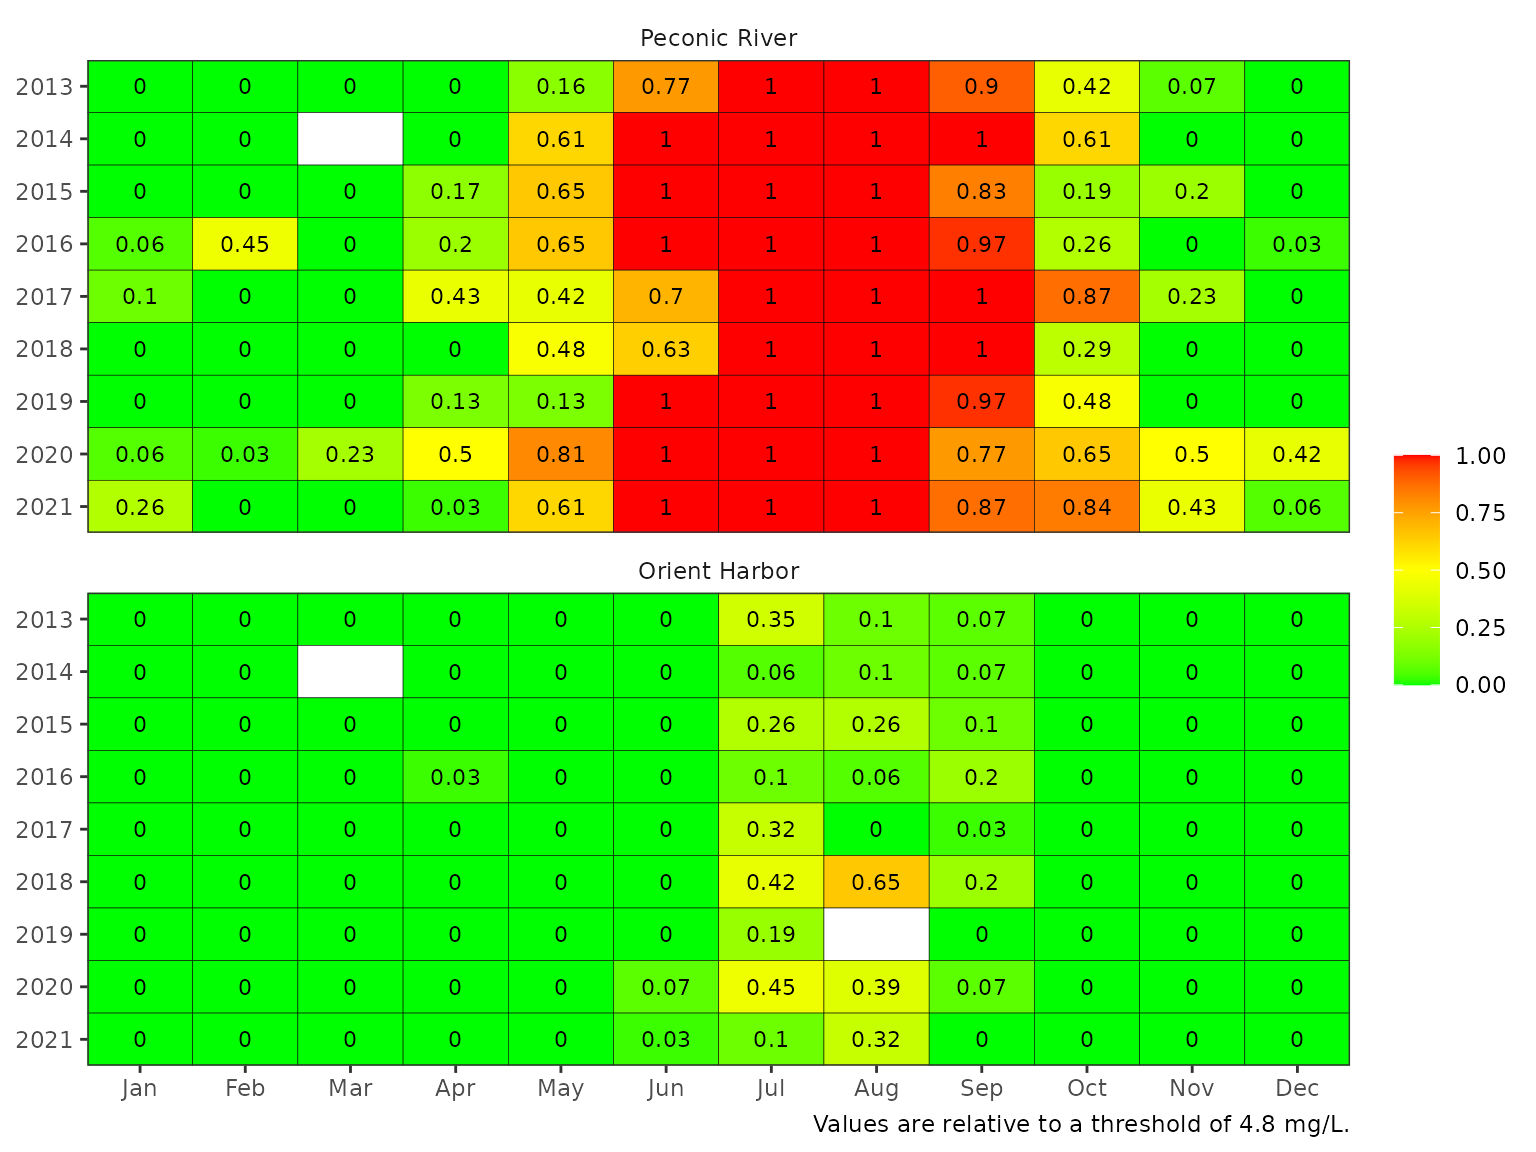 Peconic River
2013 0 0 0 0 0.16 0.77 1 1 0.9 0.42 0.07 0
2014 0 0 0 0.61 1 1 1 1 0.61 0 0
2015 0 0 0 0.17 0.65 1 1 1 0.83 0.19 0.2 0
2016 0.06 0.45 0 0.2 0.65 1 1 1 0.97 0.26 0 0.03
2017 0.1 0 0 0.43 0.42 0.7 1 1 1 0.87 0.23 0
2018 0 0 0 0 0.48 0.63 1 1 1 0.29 0 0
2019 0 0 0 0.13 0.13 1 1 1 0.97 0.48 0 0
2020 0.06 0.03 0.23 0.5 0.81 1 1 1 0.77 0.65 0.5 0.42
2021 0.26 0 0 0.03 0.61 1 1 1 0.87 0.84 0.43 0.06
Orient Harbor
2013 0 0 0 0 0 0 0.35 0.1 0.07 0 0 0
2014 0 0 0 0 0 0.06 0.1 0.07 0 0 0
2015 0 0 0 0 0 0 0.26 0.26 0.1 0 0 0
2016 0 0 0 0.03 0 0 0.1 0.06 0.2 0 0 0
2017 0 0 0 0 0 0 0.32 0 0.03 0 0 0
2018 0 0 0 0 0 0 0.42 0.65 0.2 0 0 0
2019 0 0 0 0 0 0 0.19 0 0 0 0
2020 0 0 0 0 0 0.07 0.45 0.39 0.07 0 0 0
2021 0 0 0 0 0 0.03 0.1 0.32 0 0 0 0
Jan Feb Mar Apr May Jun Jul Aug Sep Oct Nov Dec
Values are relative to a threshold of 4.8 mg/L.
1.00
0.75
0.50
0.25
0.00